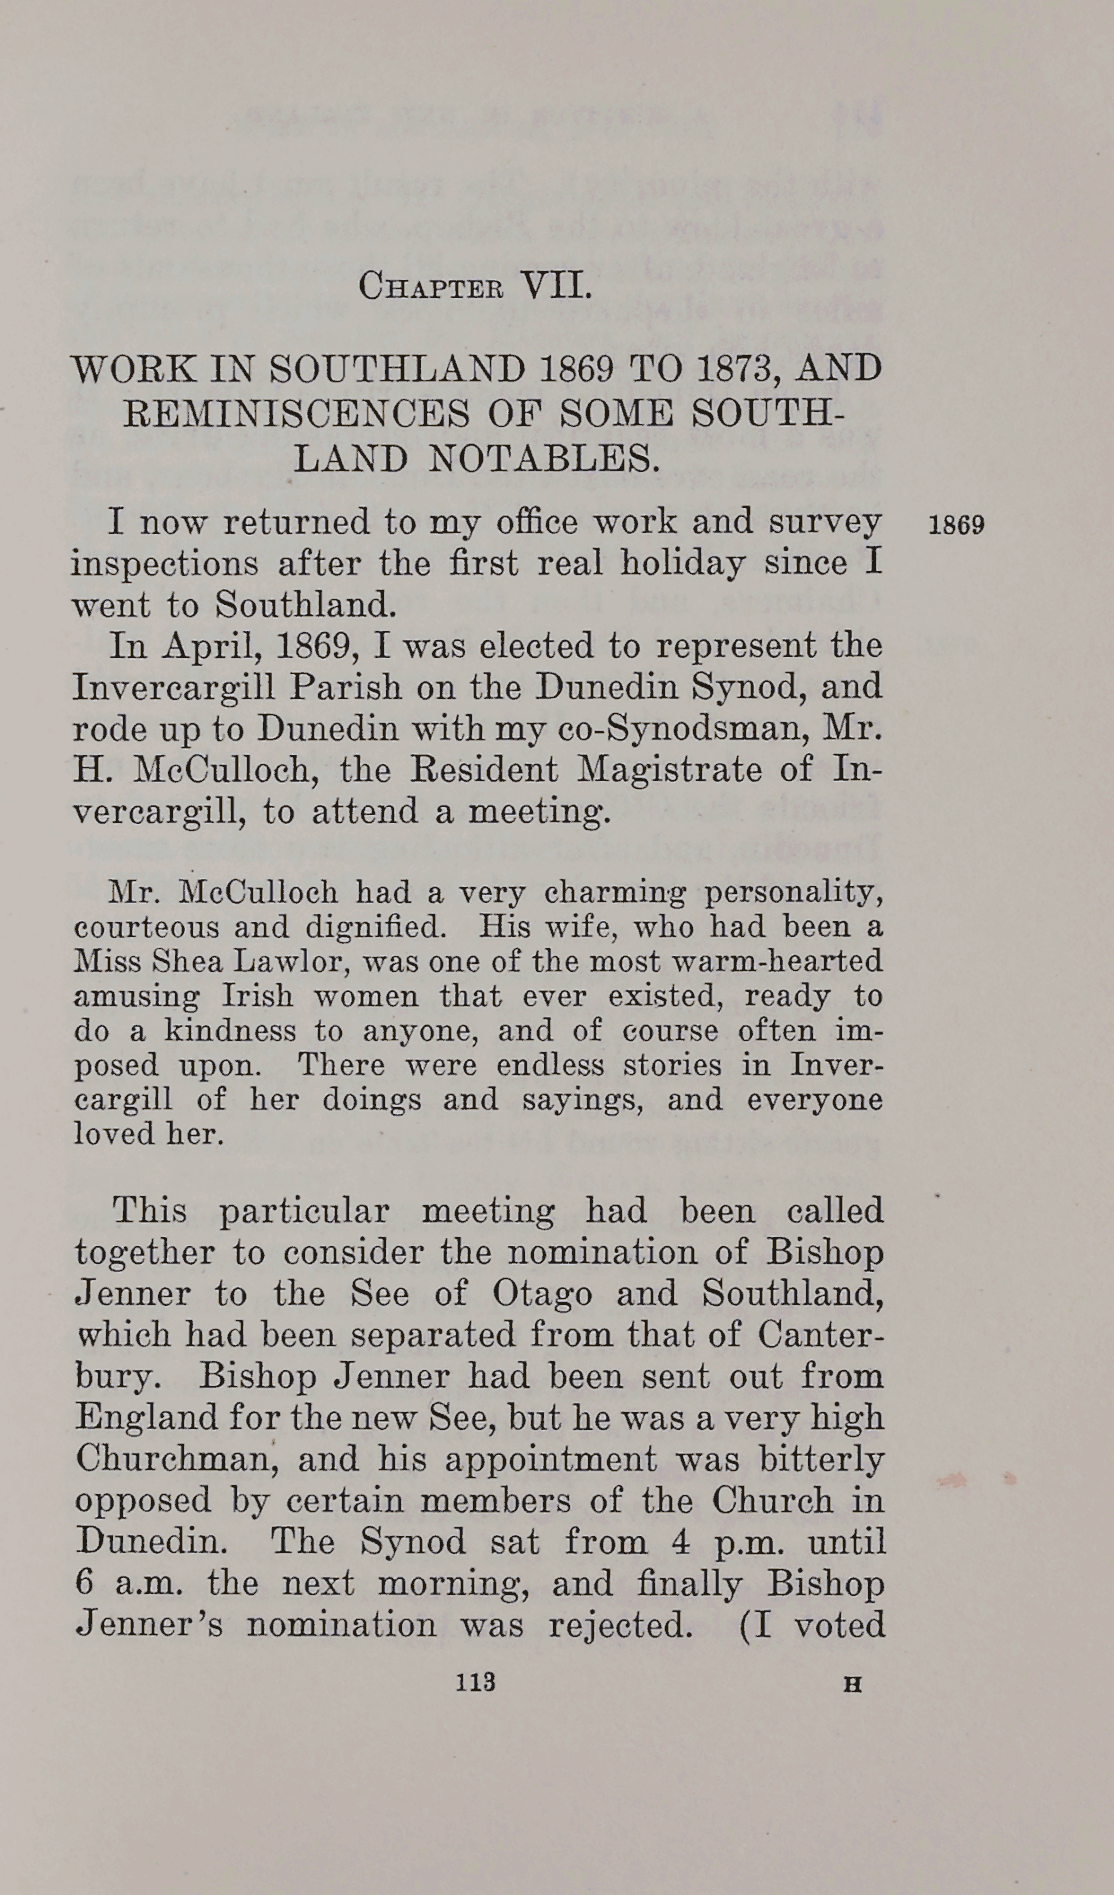 Chapter VII.
WORK IN SOUTHLAND 1869 TO 1873, AND
REMINISCENCES OF SOME SOUTH-
LAND NOTABLES.
I now returned to my office work and survey 1869
inspections after the first real holiday since I
went to Southland.
In April, 1869, I was elected to represent the
Invercargill Parish on the Dunedin Synod, and
rode up to Dunedin with my co-Synodsman, Mr.
H. McCulloch, the Resident Magistrate of In-
vercargill, to attend a meeting.
Mr. McCulloch had a very charming personality,
courteous and dignified. His wife, who had been a
Miss Shea Lawlor, was one of the most warm-hearted
amusing Irish women that ever existed, ready to
do a kindness to anyone, and of course often im-
posed upon. There were endless stories in Inver-
cargill of her doings and sayings, and everyone
loved her.
This particular meeting had been called
together to consider the nomination of Bishop
Jenner to the See of Otago and Southland,
which had been separated from that of Canter-
bury. Bishop Jenner had been sent out from
England for the new See, but he was a very high
Churchman, and his appointment was bitterly
opposed by certain members of the Church in
Dunedin. The Synod sat from 4 p.m. until
6 a.m. the next morning, and finally Bishop
Jenner's nomination was rejected. (I voted
113 H